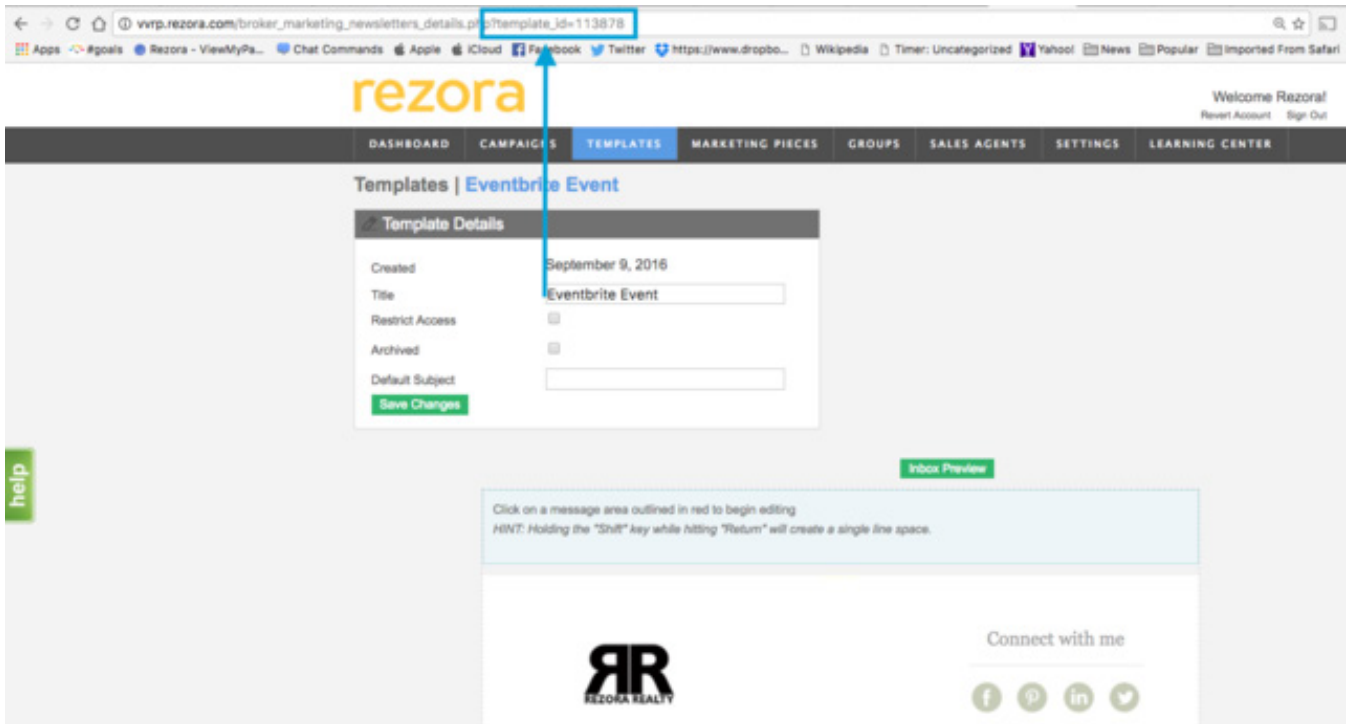 vvrp.rezora.com/broker_marketing_newsletters_details.php?template_id=113878
Apps #goals Rezora - ViewMyPa... Chat Commands Apple iCloud Facebook Twitter https://www.dropbo... Wikipedia Timer: Uncategorized Yahoo! News Popular Imported From Safari
rezora
Welcome Rezora!
Revert Account Sign Out
DASHBOARD CAMPAIGNS TEMPLATES MARKETING PIECES GROUPS SALES AGENTS SETTINGS LEARNING CENTER
Templates | Eventbrite Event
Template Details
Created September 9, 2016
Title Eventbrite Event
Restrict Access
Archived
Default Subject
Save Changes
help
Inbox Preview
Click on a message area outlined in red to begin editing
HINT: Holding the "Shift" key while hitting "Return" will create a single line space.
Connect with me
RR
REZORA REALTY
f p in